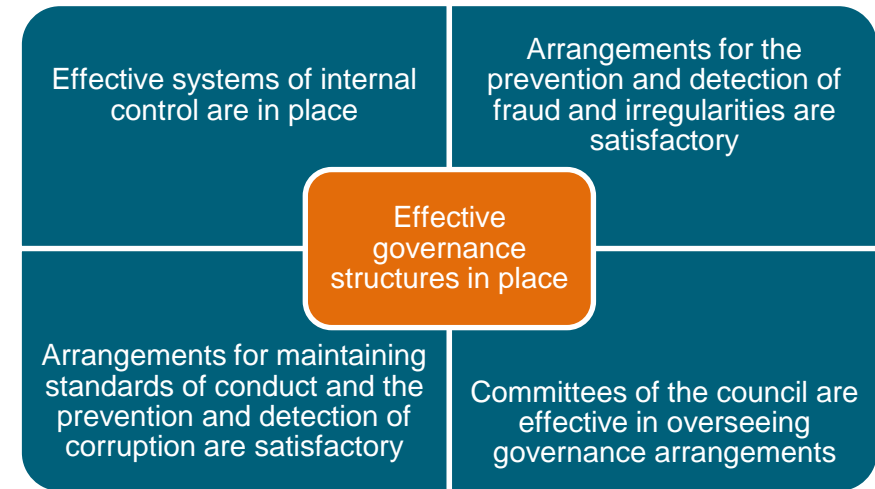 Effective systems of internal
control are in place
Arrangements for the
prevention and detection of
fraud and irregularities are
satisfactory
Effective
governance
structures in place
Arrangements for maintaining
standards of conduct and the
prevention and detection of
corruption are satisfactory
Committees of the council are
effective in overseeing
governance arrangements